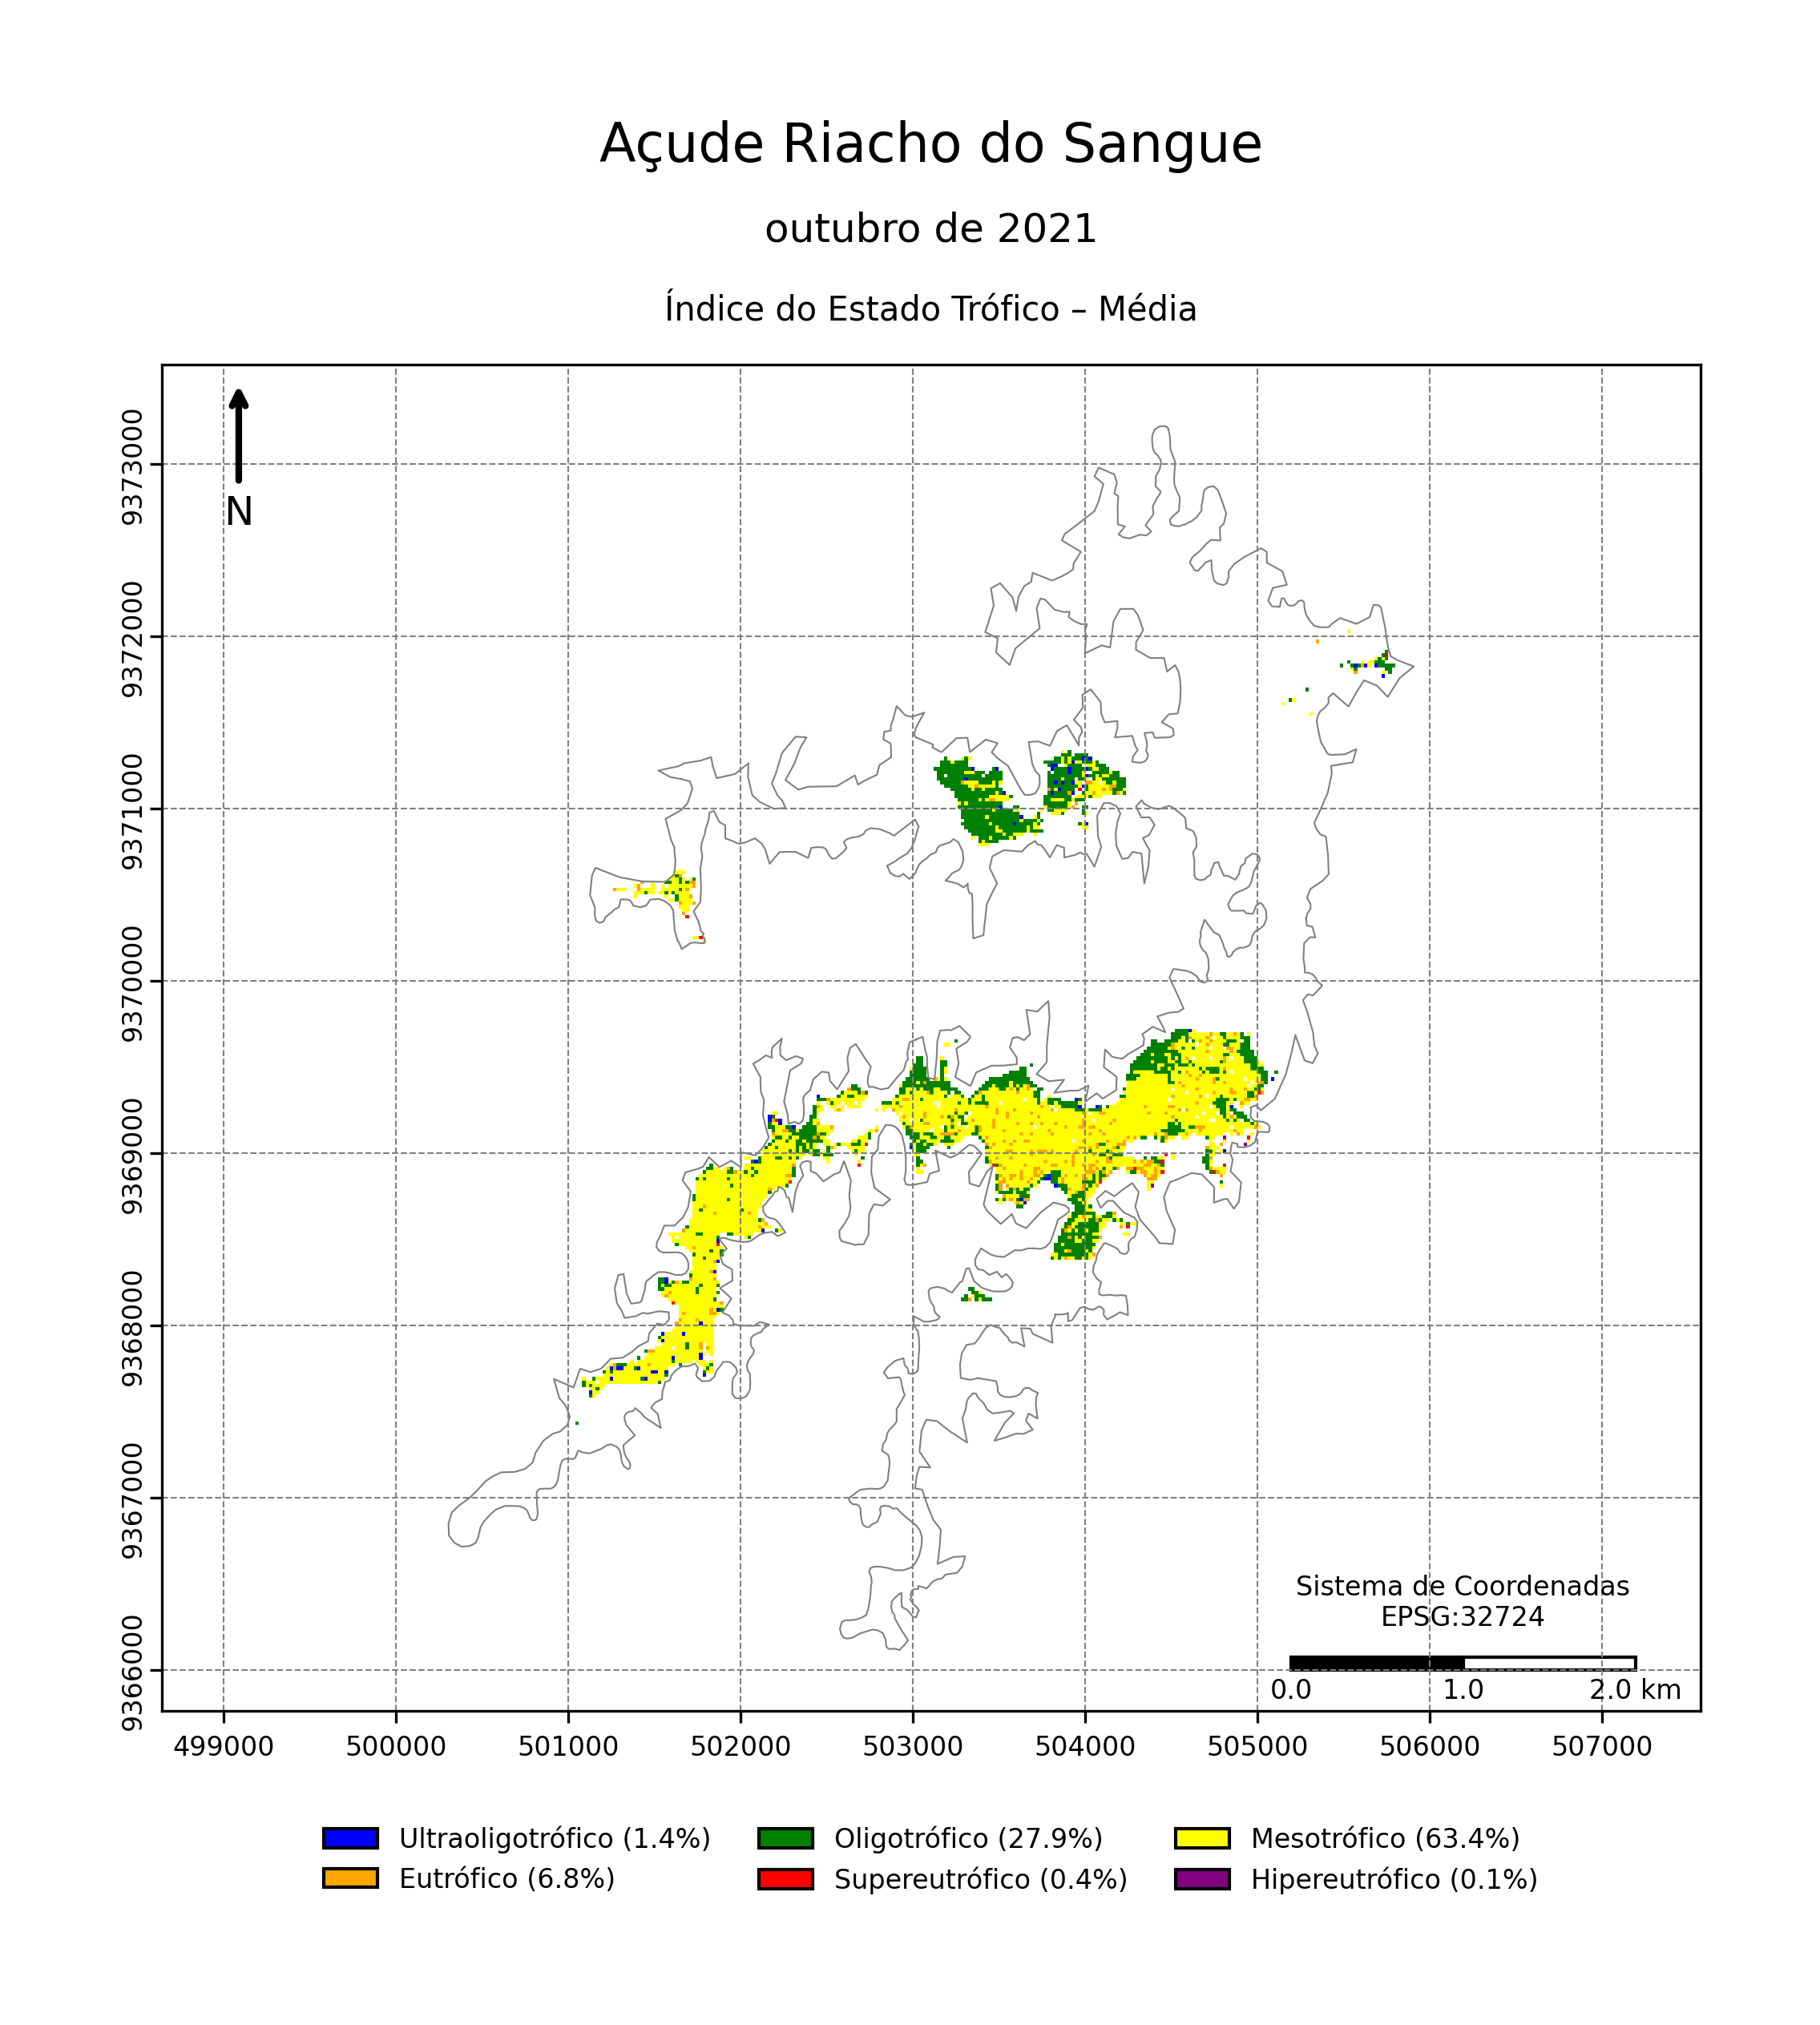 Açude Riacho do Sangue
outubro de 2021
Índice do Estado Trófico – Média
N
9373000
9372000
9371000
9370000
9369000
9368000
9367000
9366000
Sistema de Coordenadas
EPSG:32724
0.0 1.0 2.0 km
499000 500000 501000 502000 503000 504000 505000 506000 507000
Ultraoligotrófico (1.4%) Oligotrófico (27.9%) Mesotrófico (63.4%)
Eutrófico (6.8%) Supereutrófico (0.4%) Hipereutrófico (0.1%)